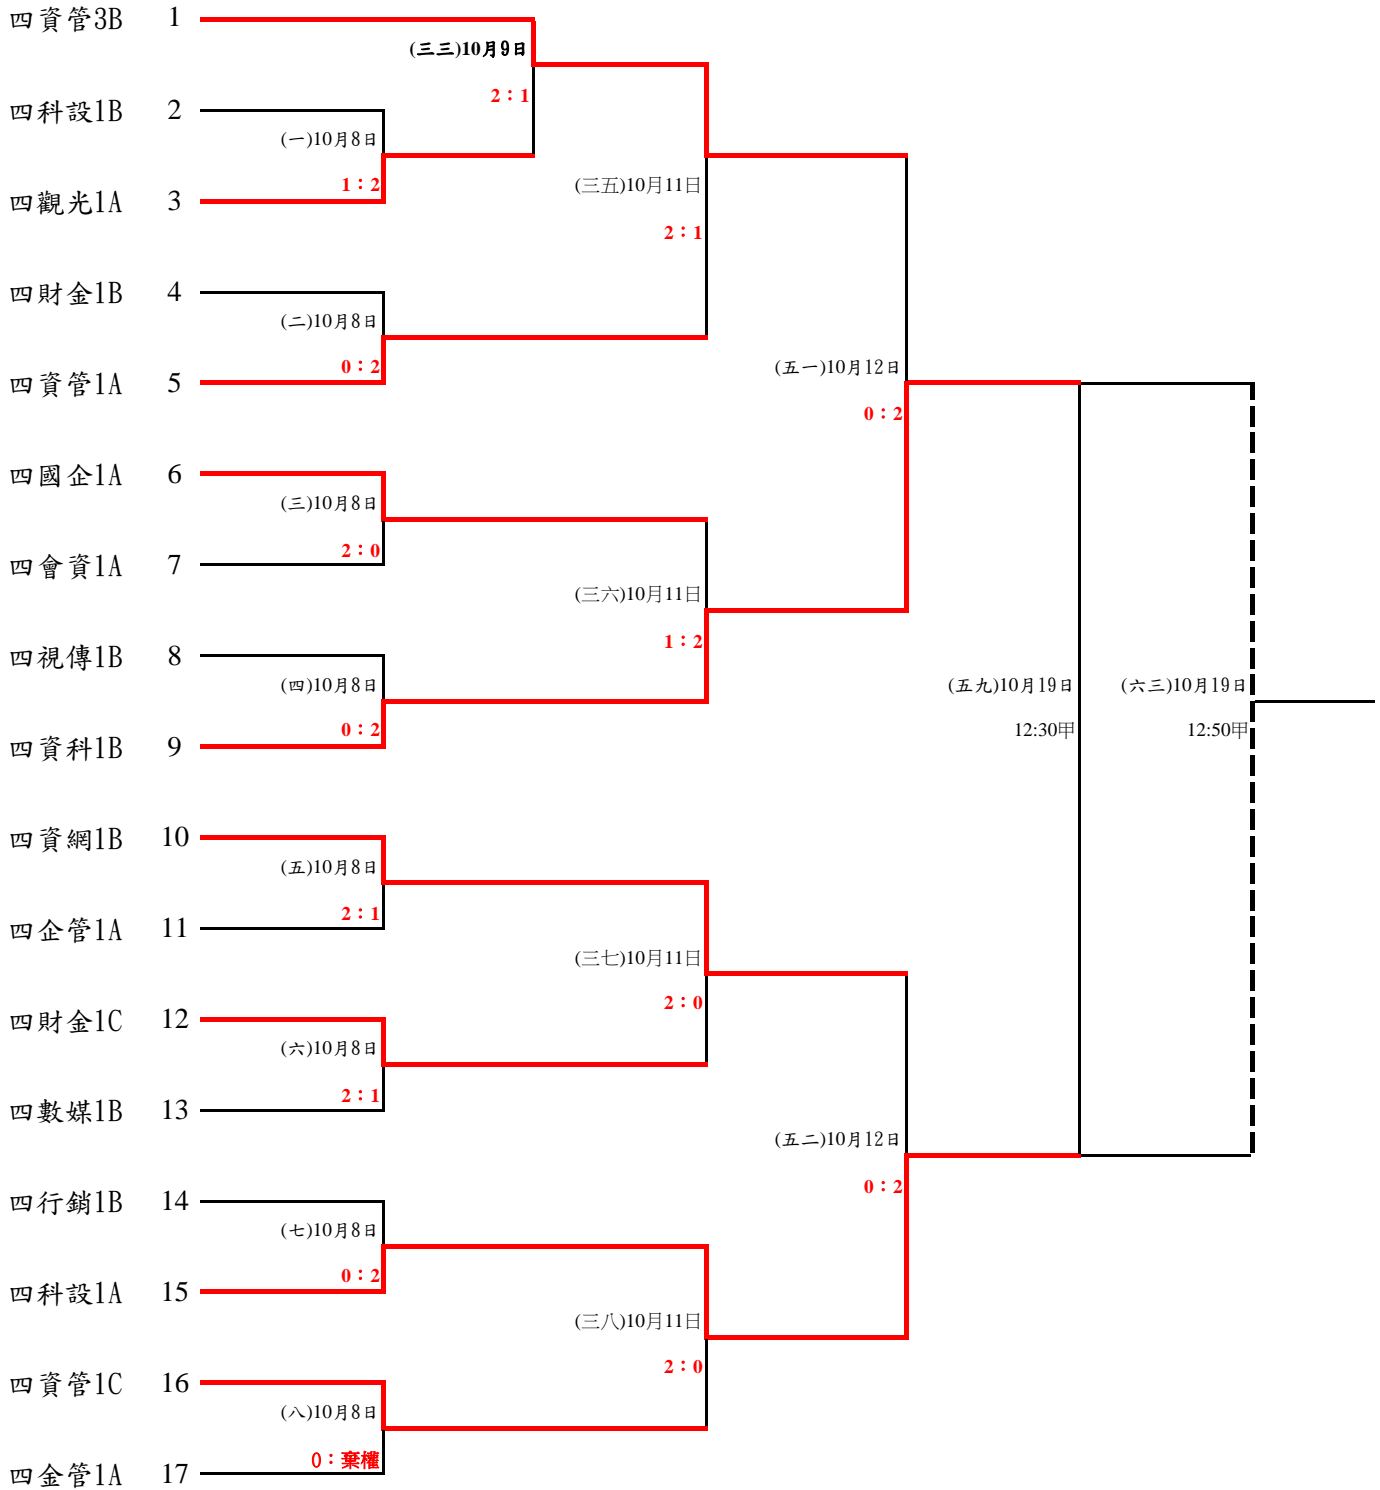 四資管3B 1
(三三)10月9日
2：1
四科設1B 2
(一)10月8日
1：2
四觀光1A 3
(三五)10月11日
2：1
四財金1B 4
(二)10月8日
0：2
四資管1A 5
(五一)10月12日
0：2
四國企1A 6
(三)10月8日
2：0
四會資1A 7
(三六)10月11日
1：2
四視傳1B 8
(四)10月8日
0：2
四資科1B 9
(五九)10月19日
12:30甲
(六三)10月19日
12:50甲
四資網1B 10
(五)10月8日
2：1
四企管1A 11
(三七)10月11日
2：0
四財金1C 12
(六)10月8日
2：1
四數媒1B 13
(五二)10月12日
0：2
四行銷1B 14
(七)10月8日
0：2
四科設1A 15
(三八)10月11日
2：0
四資管1C 16
(八)10月8日
0：棄權
四金管1A 17